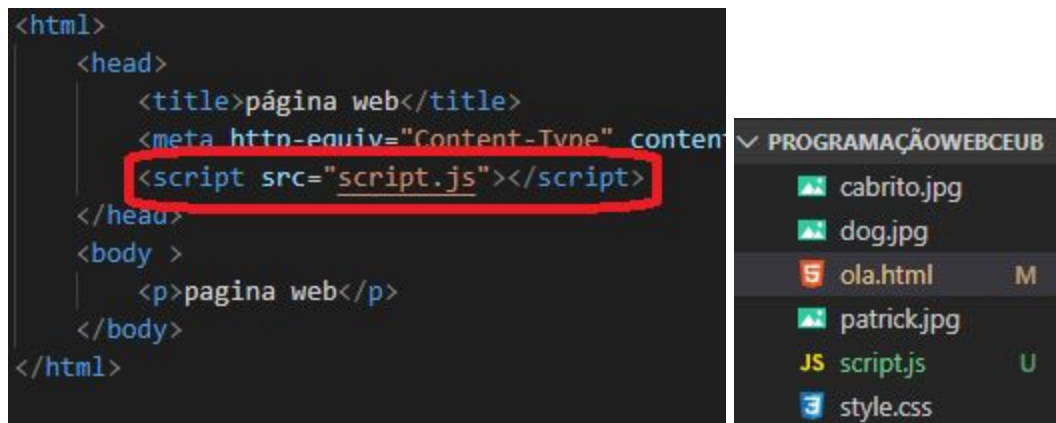 <html>
<head>
<title>página web</title>
<meta http-equiv="Content-Type" conten
<script src="script.js"></script>
</head>
<body >
<p>pagina web</p>
</body>
</html>
PROGRAMAÇÃOWEBCEUB
cabrito.jpg
dog.jpg
ola.html M
patrick.jpg
JS script.js U
style.css